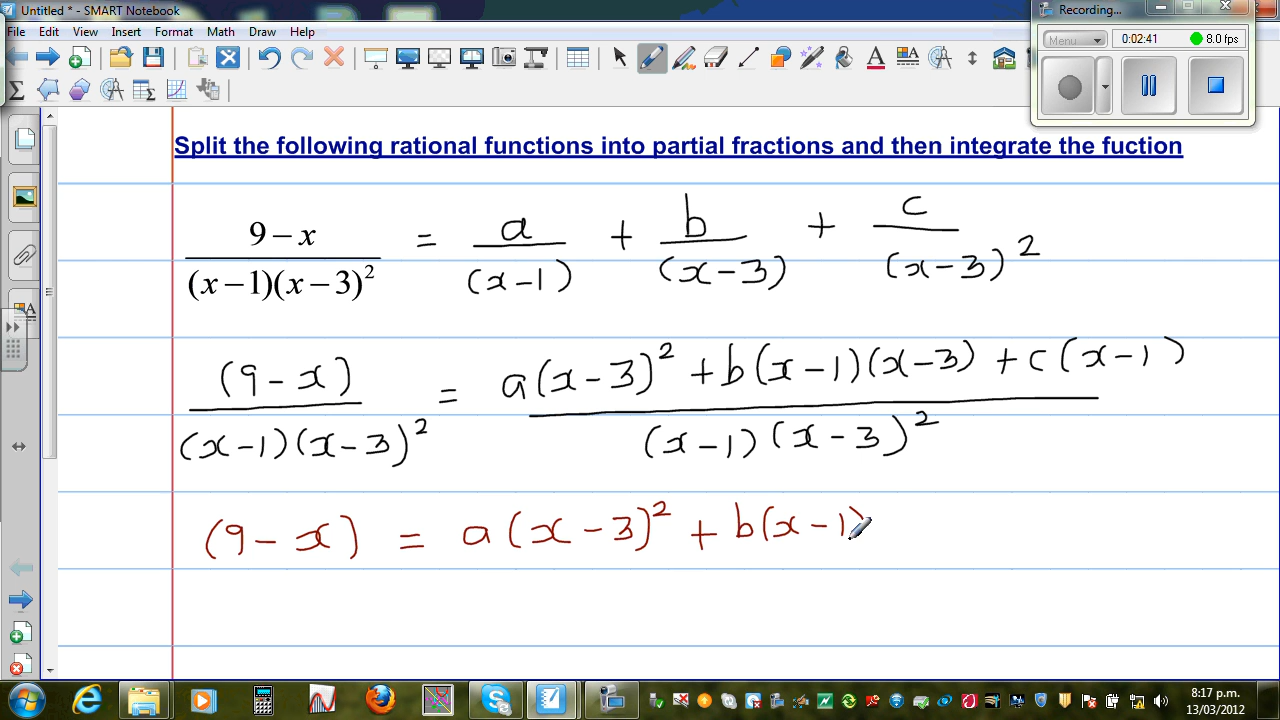 Untitled * - SMART Notebook
Recording...
File Edit View Insert Format Math Draw Help
Menu 0:02:41 8.0 fps
Split the following rational functions into partial fractions and then integrate the fuction
9 − x / (x − 1)(x − 3)² = a / (x − 1) + b / (x − 3) + c / (x − 3)²
(9 − x) / (x − 1)(x − 3)² = a(x − 3)² + b(x − 1)(x − 3) + c(x − 1) / (x − 1)(x − 3)²
(9 − x) = a(x − 3)² + b(x − 1)
8:17 p.m.
13/03/2012